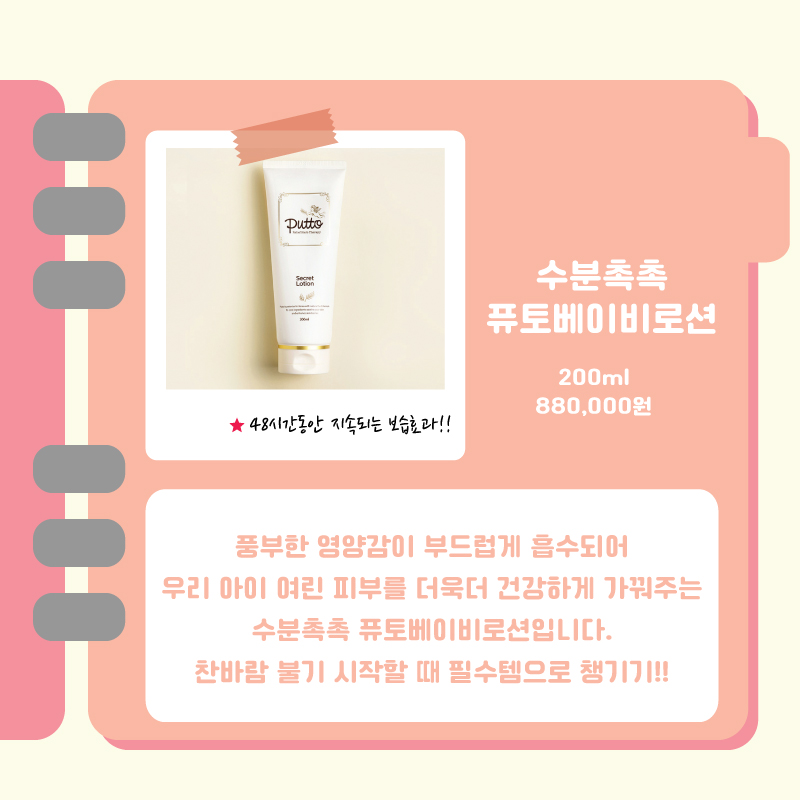 Putto
Secret
Lotion
200ml
★ 48시간동안 지속되는 보습효과!!
수분촉촉
퓨토베이비로션
200ml
880,000원
풍부한 영양감이 부드럽게 흡수되어
우리 아이 여린 피부를 더욱더 건강하게 가꿔주는
수분촉촉 퓨토베이비로션입니다.
찬바람 불기 시작할 때 필수템으로 챙기기!!